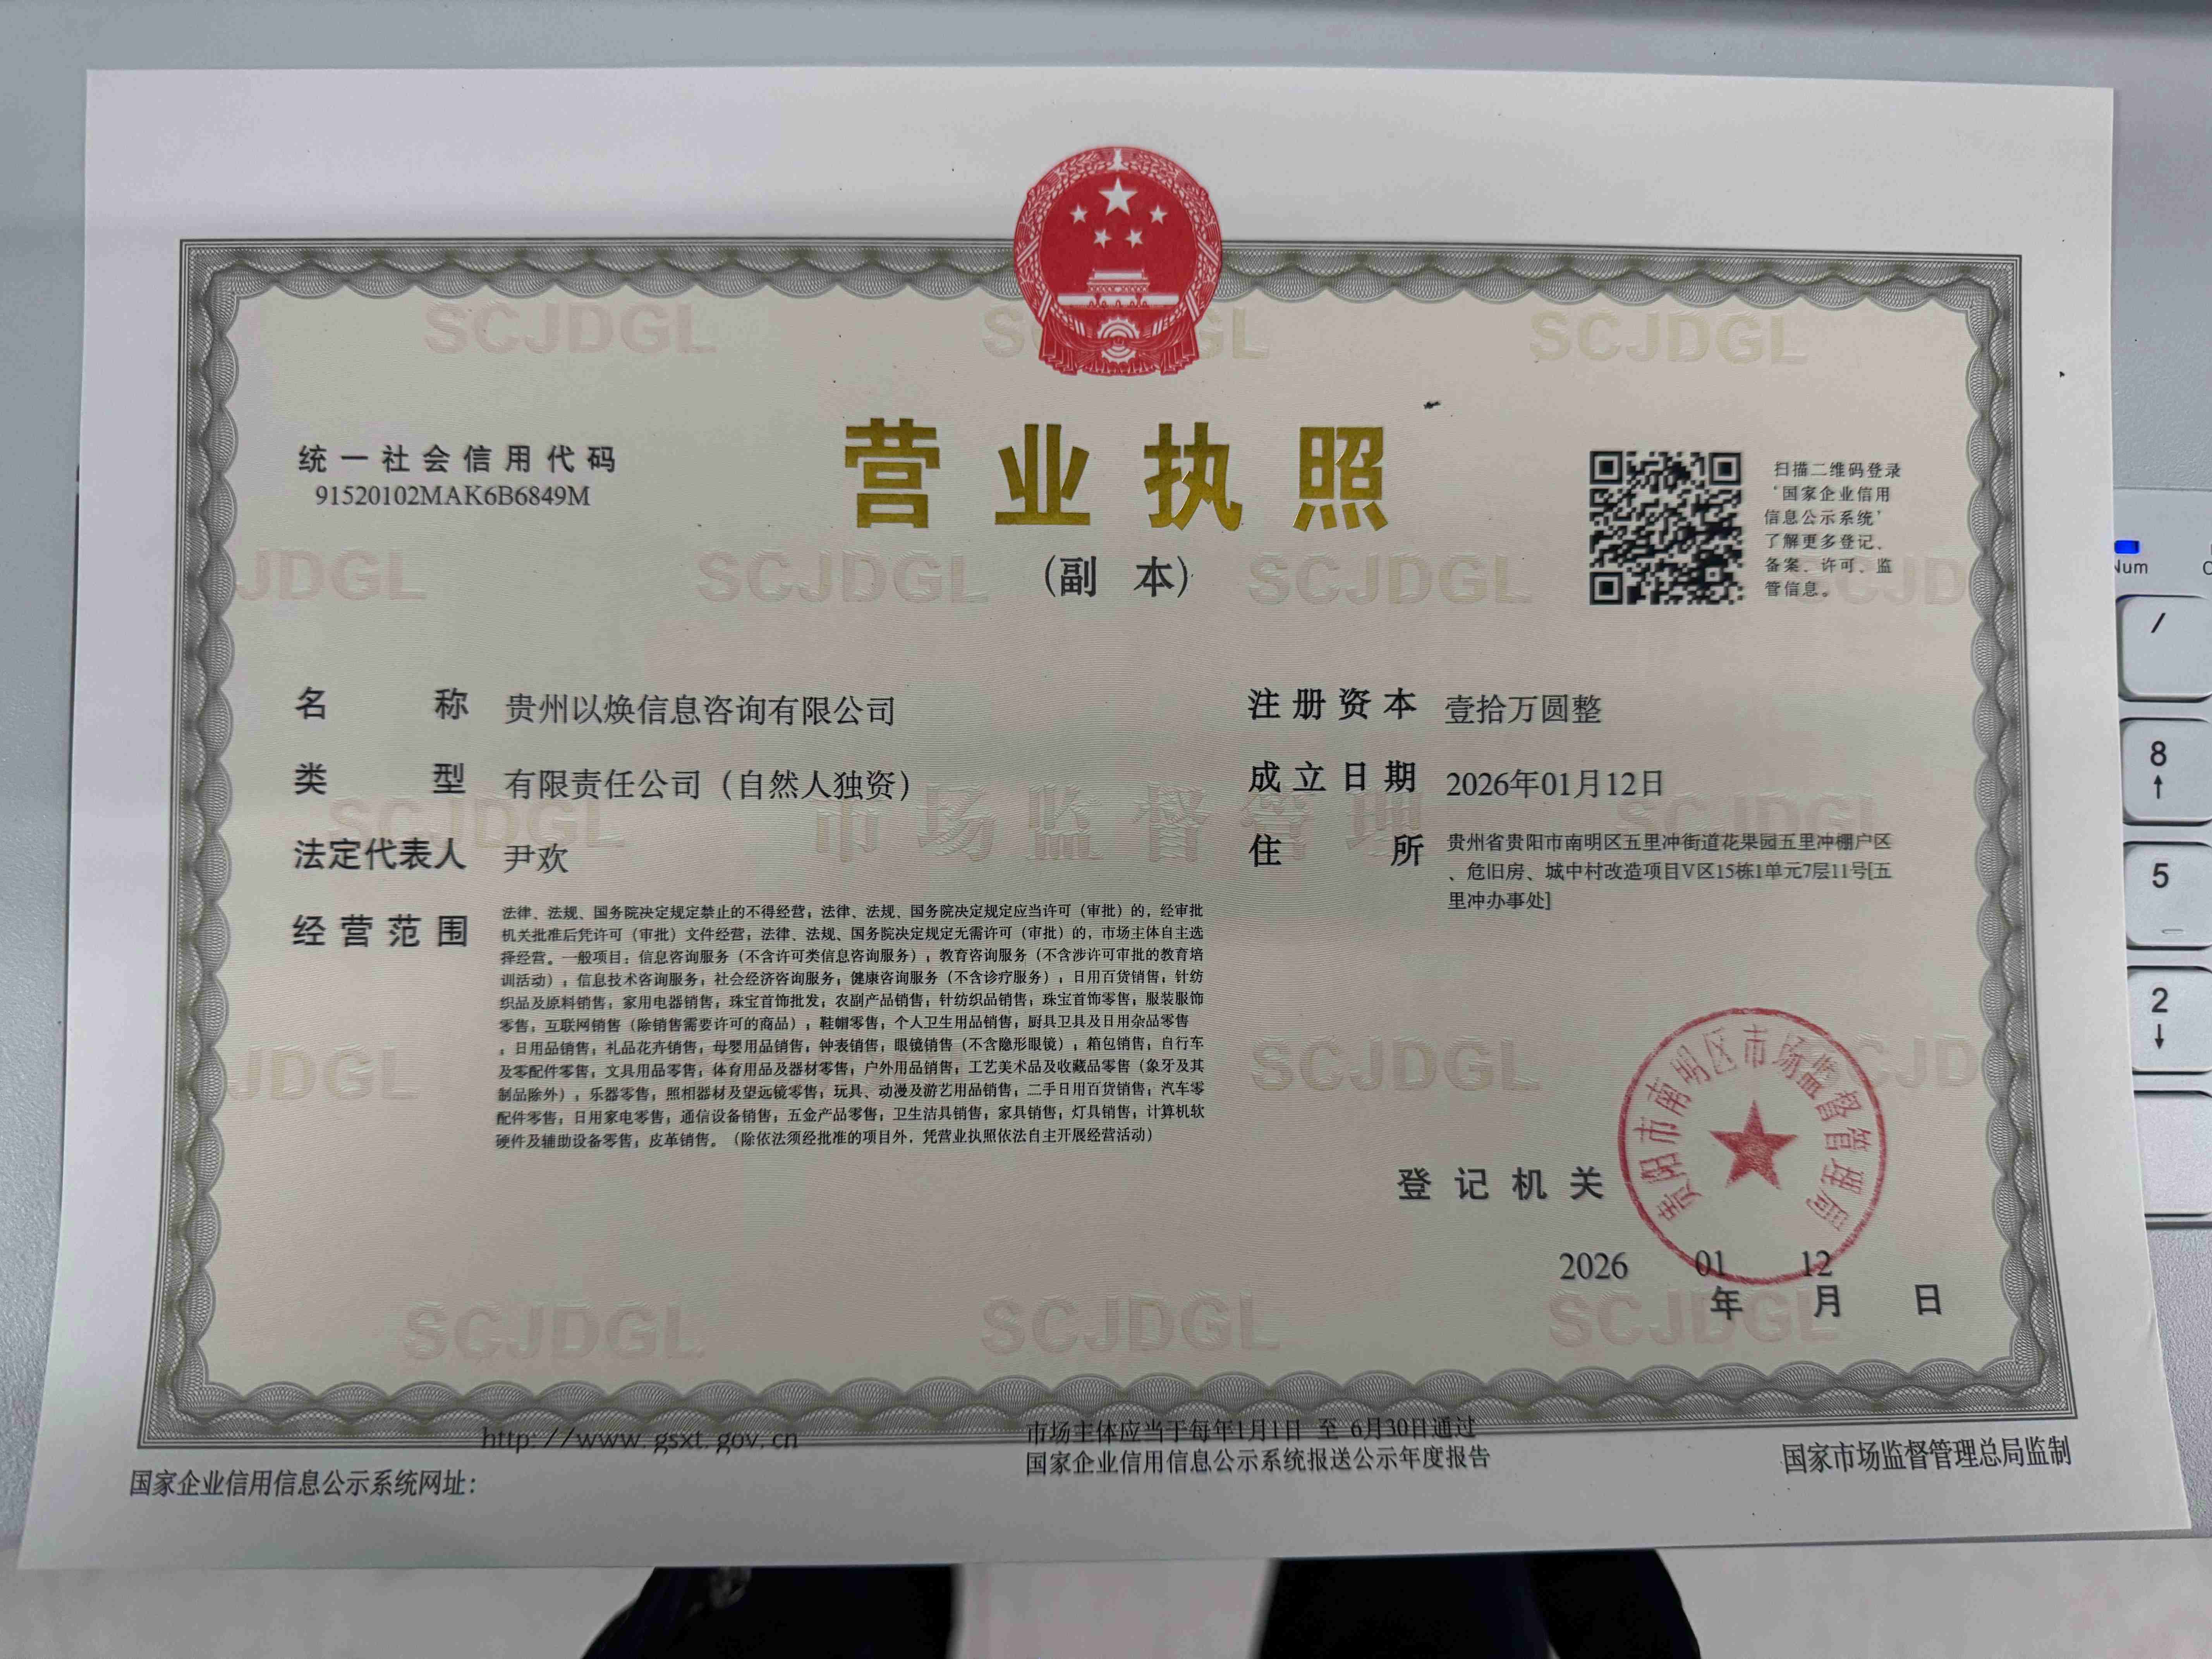 统一社会信用代码
91520102MAK6B6849M
营业执照
(副 本)
扫描二维码登录
'国家企业信用
信息公示系统'
了解更多登记、
备案、许可、监
管信息。
名 称 贵州以焕信息咨询有限公司
类 型 有限责任公司（自然人独资）
法定代表人 尹欢
经营范围 法律、法规、国务院决定规定禁止的不得经营；法律、法规、国务院决定规定应当许可（审批）的，经审批
机关批准后凭许可（审批）文件经营；法律、法规、国务院决定规定无需许可（审批）的，市场主体自主选
择经营。一般项目：信息咨询服务（不含许可类信息咨询服务）；教育咨询服务（不含涉许可审批的教育培
训活动）；信息技术咨询服务；社会经济咨询服务；健康咨询服务（不含诊疗服务）；日用百货销售；针纺
织品及原料销售；家用电器销售；珠宝首饰批发；农副产品销售；针纺织品销售；珠宝首饰零售；服装服饰
零售；互联网销售（除销售需要许可的商品）；鞋帽零售；个人卫生用品销售；厨具卫具及日用杂品零售
；日用品销售；礼品花卉销售；母婴用品销售；钟表销售；眼镜销售（不含隐形眼镜）；箱包销售；自行车
及零配件零售；文具用品零售；体育用品及器材零售；户外用品销售；工艺美术品及收藏品零售（象牙及其
制品除外）；乐器零售；照相器材及望远镜零售；玩具、动漫及游艺用品销售；二手日用百货销售；汽车零
配件零售；日用家电零售；通信设备销售；五金产品零售；卫生洁具销售；家具销售；灯具销售；计算机软
硬件及辅助设备零售；皮革销售。（除依法须经批准的项目外，凭营业执照依法自主开展经营活动）
注册资本 壹拾万圆整
成立日期 2026年01月12日
住 所 贵州省贵阳市南明区五里冲街道花果园五里冲棚户区
、危旧房、城中村改造项目V区15栋1单元7层11号[五
里冲办事处]
登记机关
贵阳市南明区市场监督管理局
2026 01 12
年 月 日
http://www.gsxt.gov.cn
国家企业信用信息公示系统网址：
市场主体应当于每年1月1日 至 6月30日通过
国家企业信用信息公示系统报送公示年度报告
国家市场监督管理总局监制
SCJDGL
SCJDGL
SCJDGL
SCJDGL
市场监督管理
SCJDGL
SCJDGL
SCJDGL
SCJDGL
SCJDGL
SCJDGL
Num
/
8
5
2